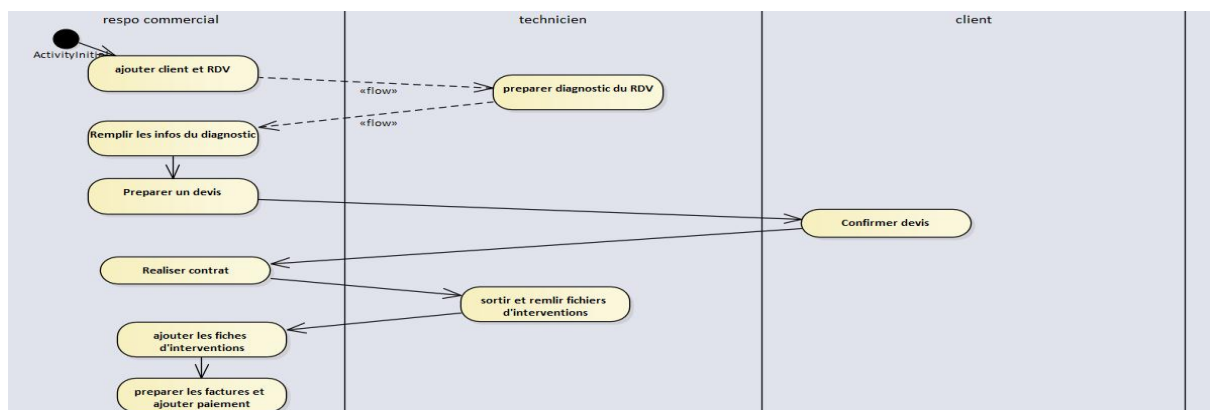 respo commercial
technicien
client
ActivityInitial
ajouter client et RDV
«flow»
preparer diagnostic du RDV
«flow»
Remplir les infos du diagnostic
Preparer un devis
Confirmer devis
Realiser contrat
sortir et remlir fichiers
d'interventions
ajouter les fiches
d'interventions
preparer les factures et
ajouter paiement